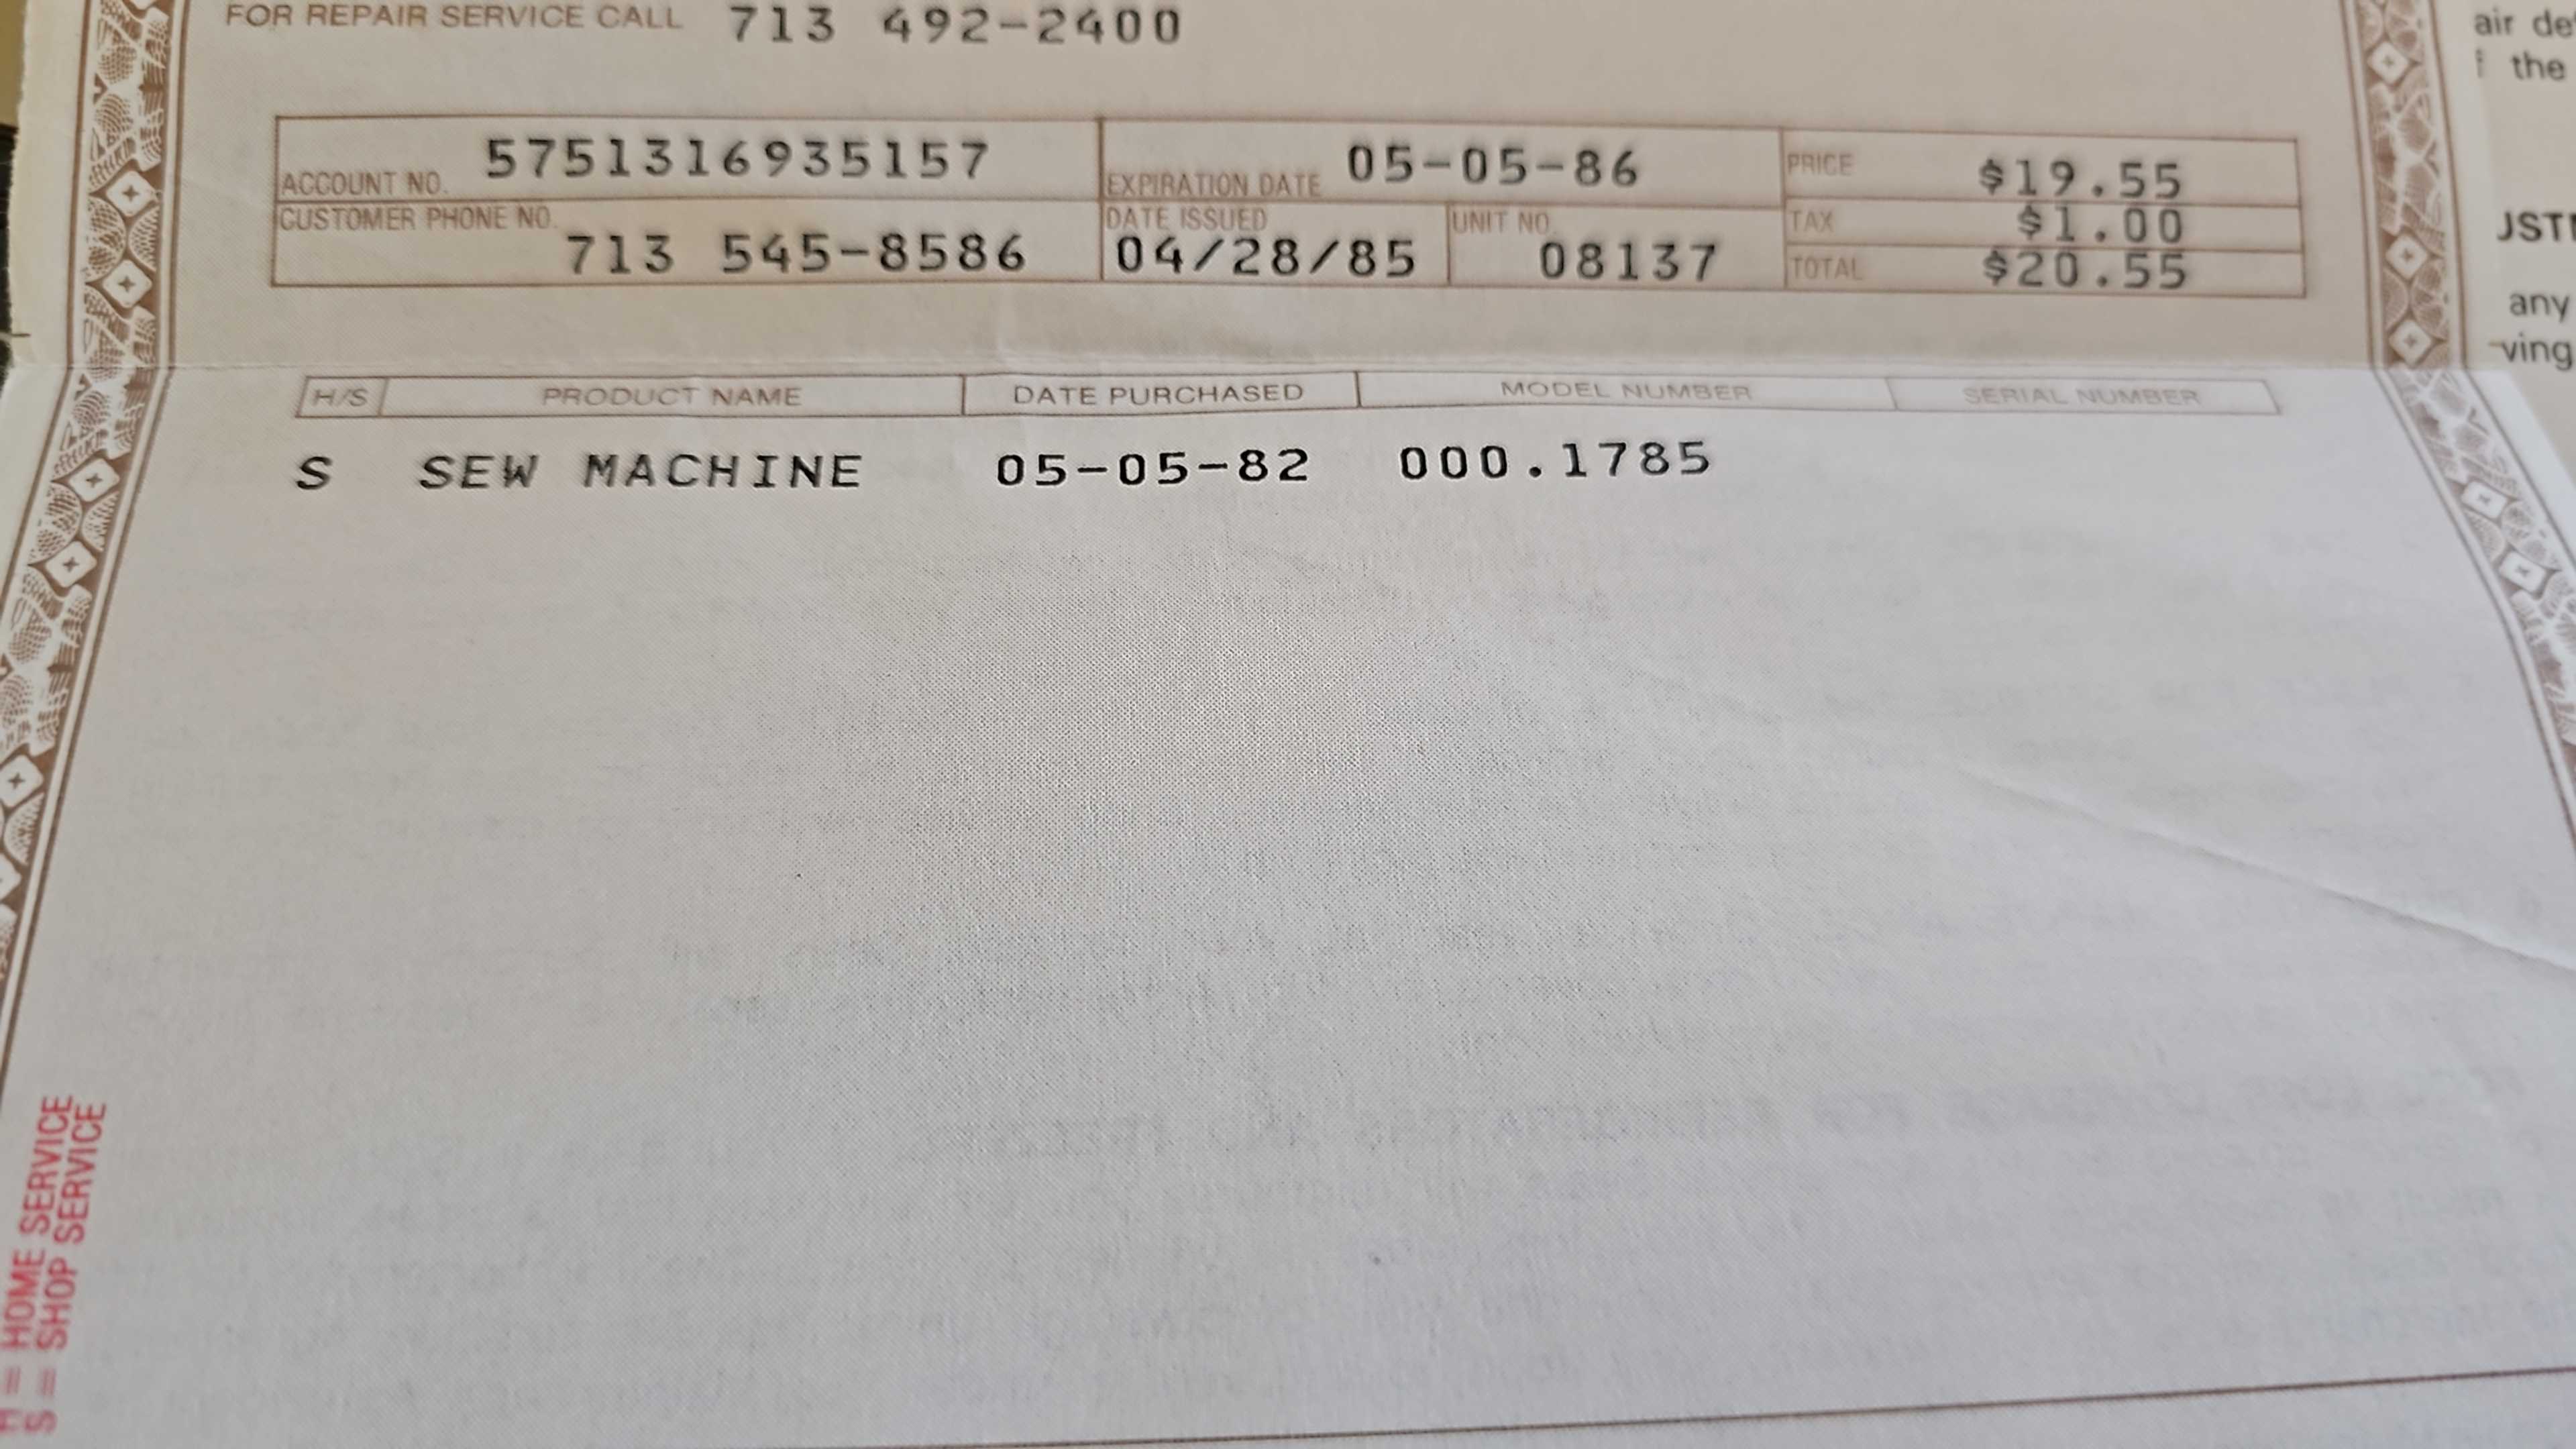 FOR REPAIR SERVICE CALL 713 492-2400
air de
the
ACCOUNT NO. 5751316935157
EXPIRATION DATE 05-05-86
PRICE $19.55
CUSTOMER PHONE NO. 713 545-8586
DATE ISSUED 04/28/85
UNIT NO. 08137
TAX $1.00
TOTAL $20.55
JSTI
any
ving
H/S PRODUCT NAME DATE PURCHASED MODEL NUMBER SERIAL NUMBER
S SEW MACHINE 05-05-82 000.1785
H = HOME SERVICE
S = SHOP SERVICE